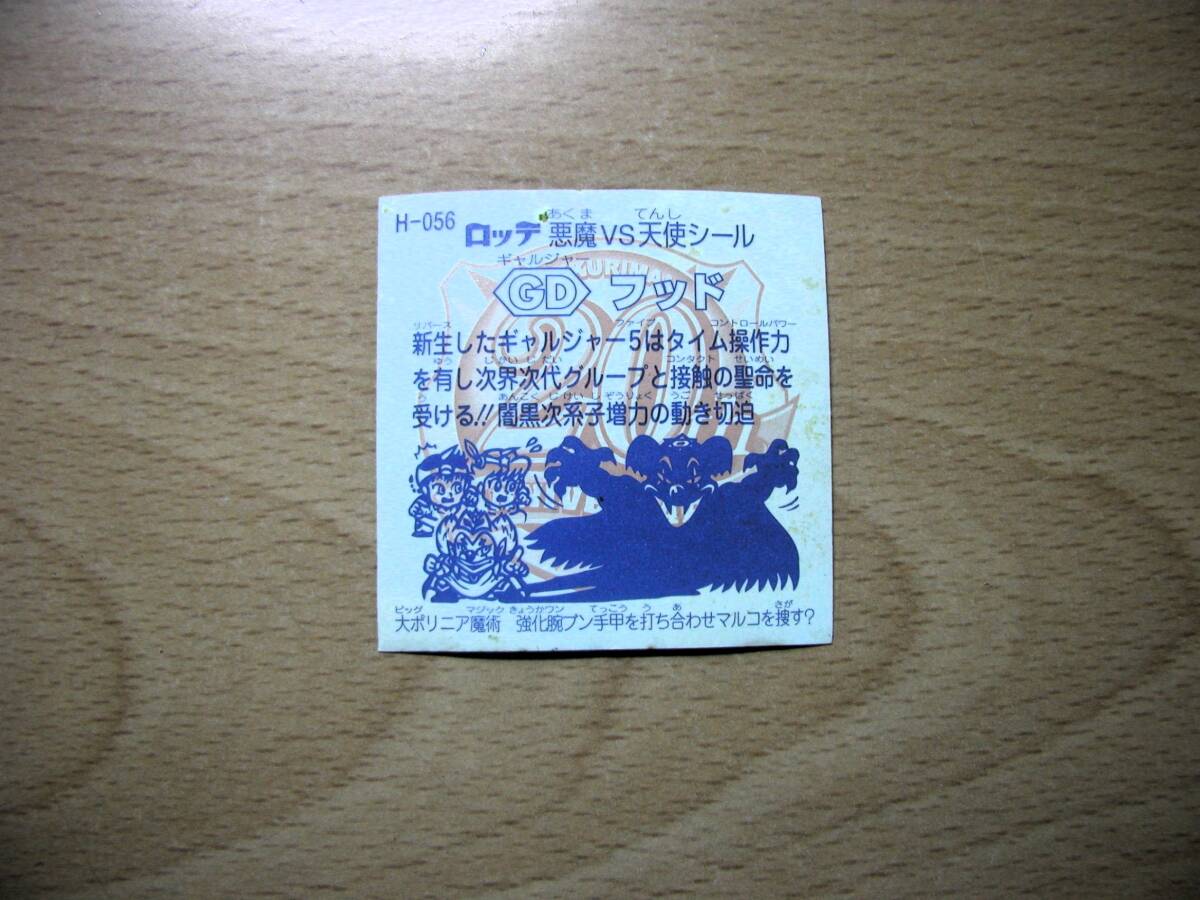 H-056
あくま てんし
ロッテ 悪魔VS天使シール
ギャルジャー
GD フッド
リバース ファイブ コントロールパワー
新生したギャルジャー5はタイム操作力
ゆう じかいじだい コンタクト せいめい
を有し次界次代グループと接触の聖命を
う あんこくじけいしぞうりょく うご せっぱく
受ける!!闇黒次系子増力の動き切迫
20
ビッグ マジック きょうかワン てっこう う あ さが
大ポリニア魔術 強化腕プン手甲を打ち合わせマルコを捜す?